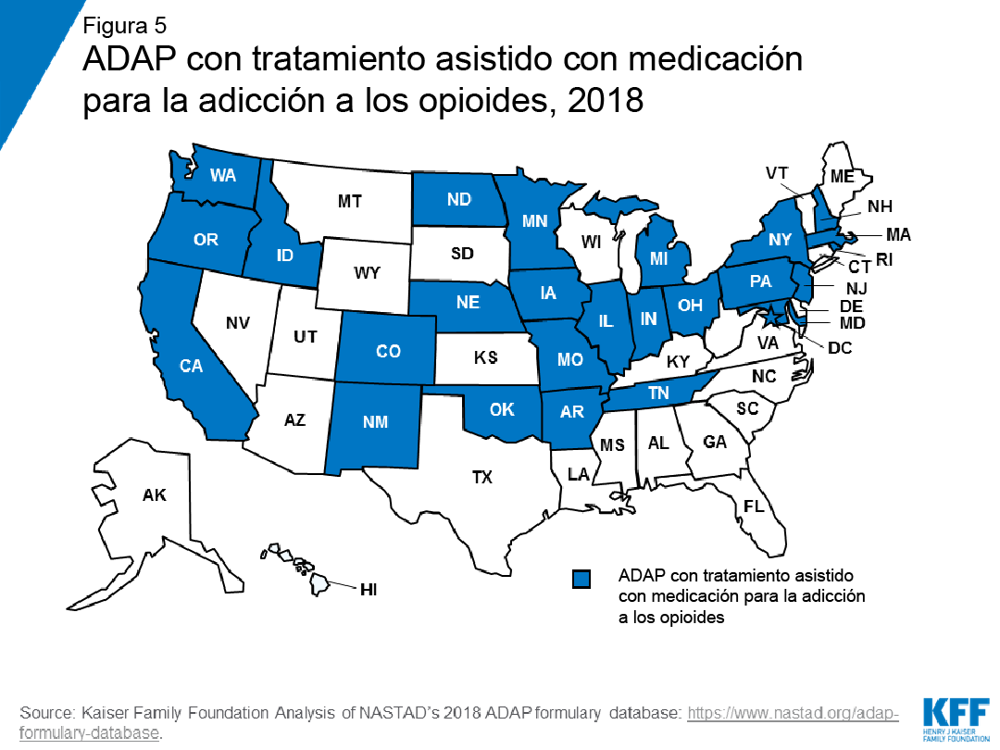 Figura 5
ADAP con tratamiento asistido con medicación
para la adicción a los opioides, 2018
WA
MT
ND
MN
VT
ME
NH
OR
ID
SD
WI
MI
NY
MA
WY
CT
RI
NE
IA
PA
NJ
NV
UT
IL
IN
OH
DE
MD
CO
KS
MO
KY
VA
DC
CA
AZ
NM
OK
AR
TN
NC
SC
MS
AL
GA
TX
LA
AK
FL
HI
ADAP con tratamiento asistido
con medicación para la adicción
a los opioides
Source: Kaiser Family Foundation Analysis of NASTAD’s 2018 ADAP formulary database: https://www.nastad.org/adap-
formulary-database.
KFF
HENRY J KAISER
FAMILY FOUNDATION